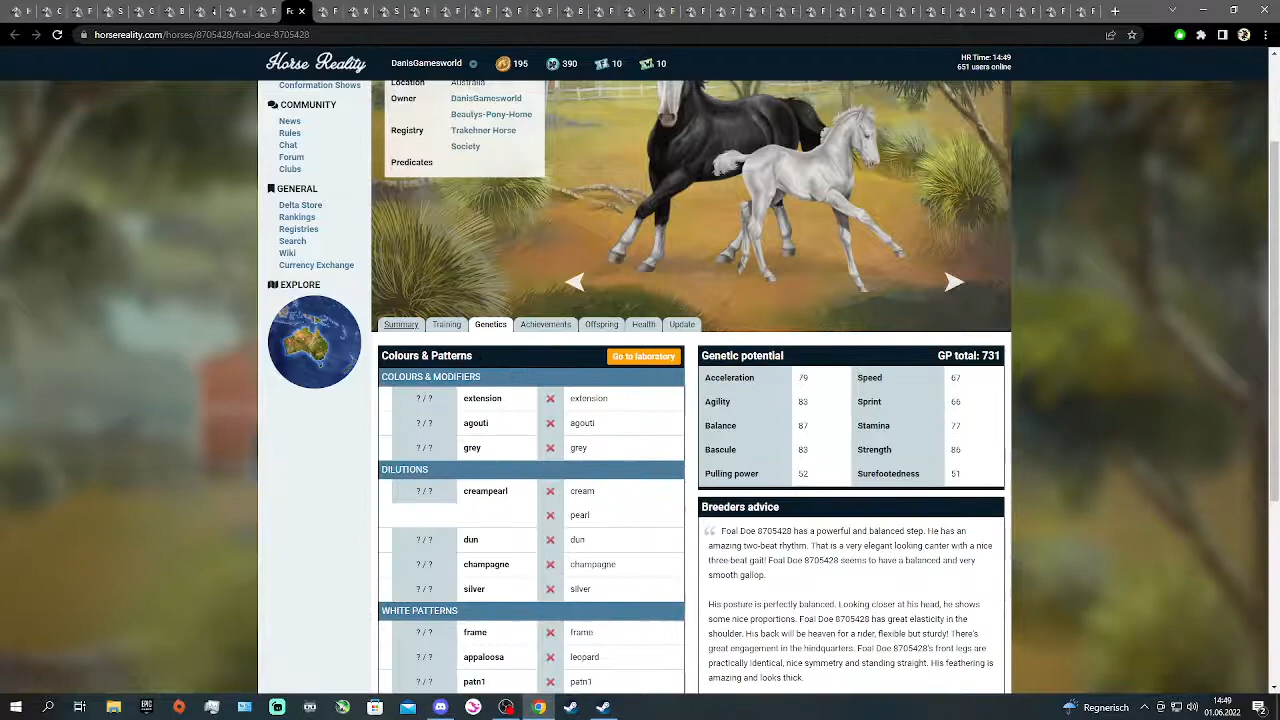 Fo
horsereality.com/horses/8705428/foal-doe-8705428
Horse Reality
DanisGamesworld
195
390
10
10
HR Time: 14:49
651 users online
Conformation Shows
COMMUNITY
News
Rules
Chat
Forum
Clubs
GENERAL
Delta Store
Rankings
Registries
Search
Wiki
Currency Exchange
EXPLORE
Location Australia
Owner DanisGamesworld
Beautys-Pony-Home
Registry Trakehner Horse
Society
Predicates
Summary Training Genetics Achievements Offspring Health Update
Colours & Patterns Go to laboratory
COLOURS & MODIFIERS
? / ? extension extension
? / ? agouti agouti
? / ? grey grey
DILUTIONS
? / ? creampearl cream
pearl
? / ? dun dun
? / ? champagne champagne
? / ? silver silver
WHITE PATTERNS
? / ? frame frame
? / ? appaloosa leopard
? / ? patn1 patn1
Genetic potential GP total: 731
Acceleration 79 Speed 67
Agility 83 Sprint 66
Balance 87 Stamina 77
Bascule 83 Strength 86
Pulling power 52 Surefootedness 51
Breeders advice
Foal Doe 8705428 has a powerful and balanced step. He has an
amazing two-beat rhythm. That is a very elegant looking canter with a nice
three-beat gait! Foal Doe 8705428 seems to have a balanced and very
smooth gallop.
His posture is perfectly balanced. Looking closer at his head, he shows
some nice proportions. Foal Doe 8705428 has great elasticity in the
shoulder. His back will be heaven for a rider, flexible but sturdy! There's
great engagement in the hindquarters. Foal Doe 8705428's front legs are
practically identical, nice symmetry and standing straight. His feathering is
amazing and looks thick.
Regnerisch
14:49
01.06.2022